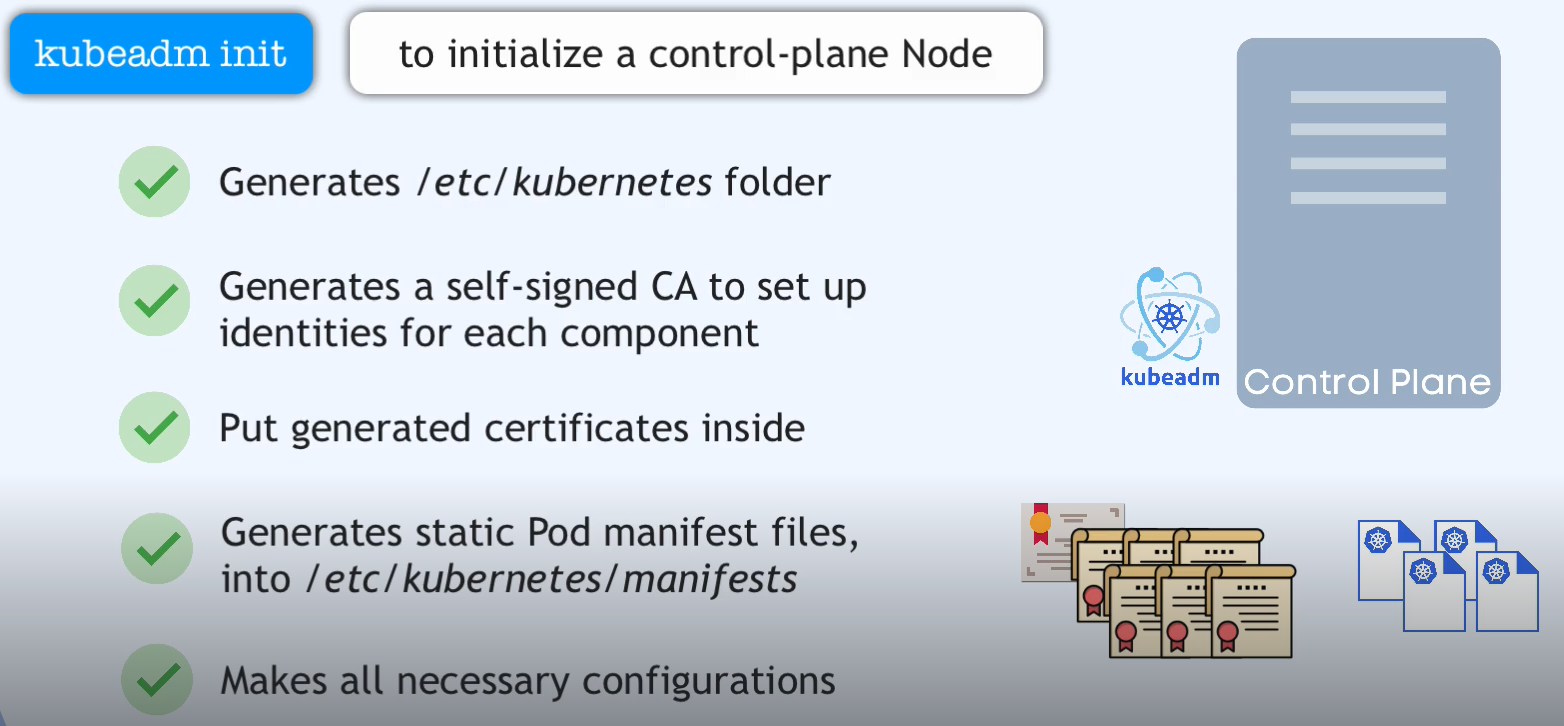 kubeadm init
to initialize a control-plane Node
Generates /etc/kubernetes folder
Generates a self-signed CA to set up
identities for each component
Put generated certificates inside
Generates static Pod manifest files,
into /etc/kubernetes/manifests
Makes all necessary configurations
kubeadm
Control Plane